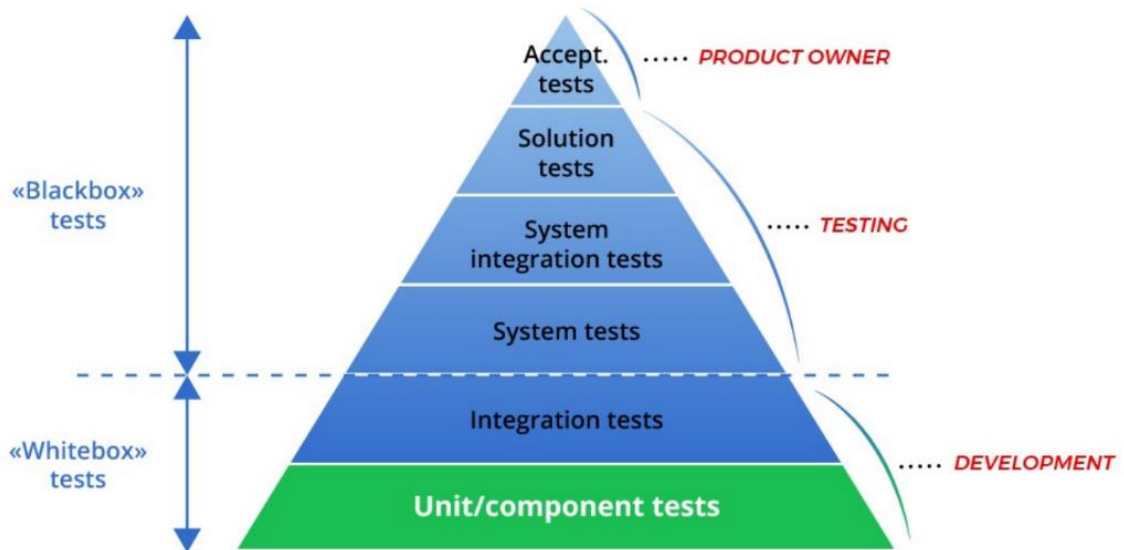 Accept.
tests
..... PRODUCT OWNER
Solution
tests
«Blackbox»
tests
System
integration tests
..... TESTING
System tests
Integration tests
«Whitebox»
tests
..... DEVELOPMENT
Unit/component tests